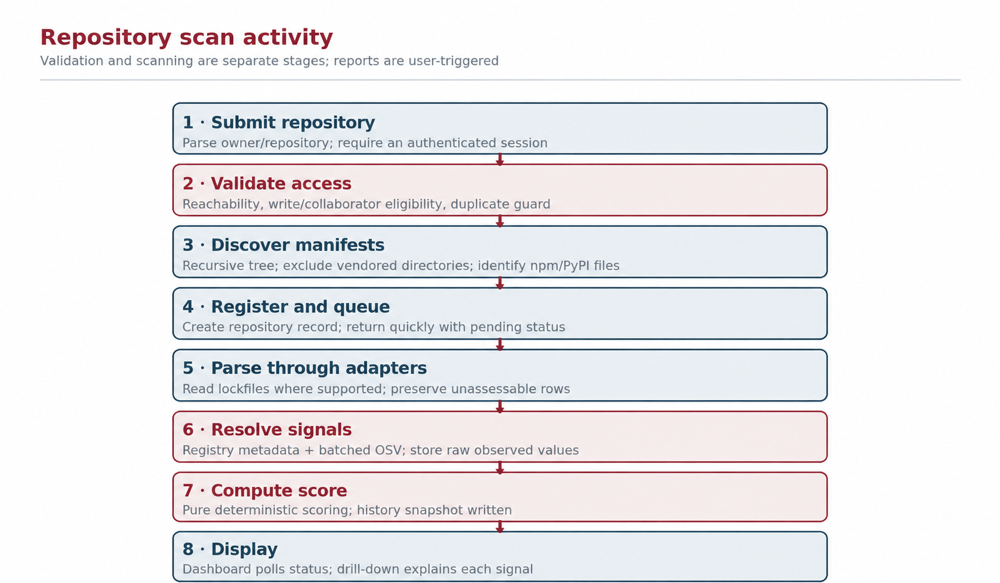 Repository scan activity
Validation and scanning are separate stages; reports are user-triggered
1 · Submit repository
Parse owner/repository; require an authenticated session
2 · Validate access
Reachability, write/collaborator eligibility, duplicate guard
3 · Discover manifests
Recursive tree; exclude vendored directories; identify npm/PyPI files
4 · Register and queue
Create repository record; return quickly with pending status
5 · Parse through adapters
Read lockfiles where supported; preserve unassessable rows
6 · Resolve signals
Registry metadata + batched OSV; store raw observed values
7 · Compute score
Pure deterministic scoring; history snapshot written
8 · Display
Dashboard polls status; drill-down explains each signal